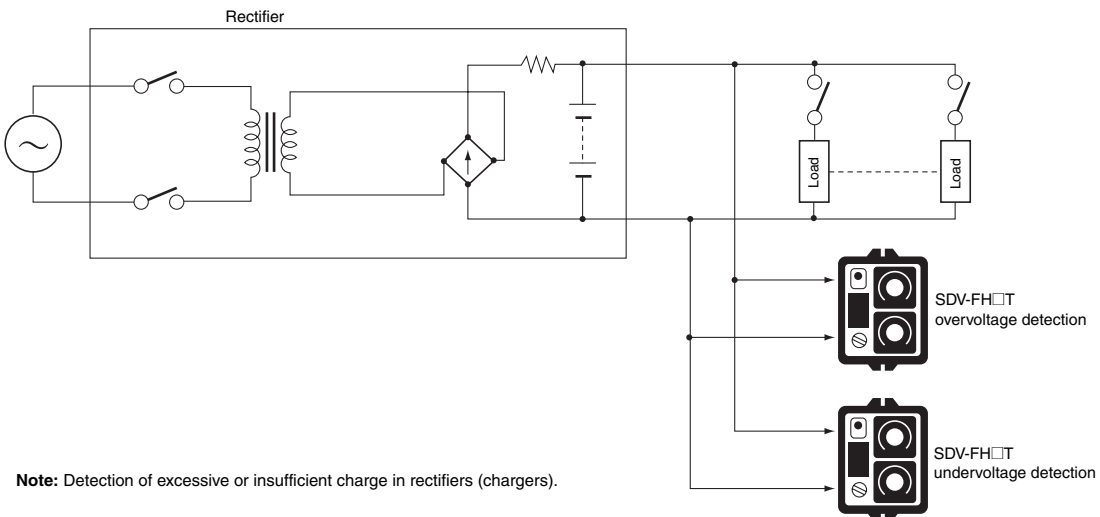 Rectifier
Load
Load
SDV-FH□T
overvoltage detection
SDV-FH□T
undervoltage detection
Note: Detection of excessive or insufficient charge in rectifiers (chargers).